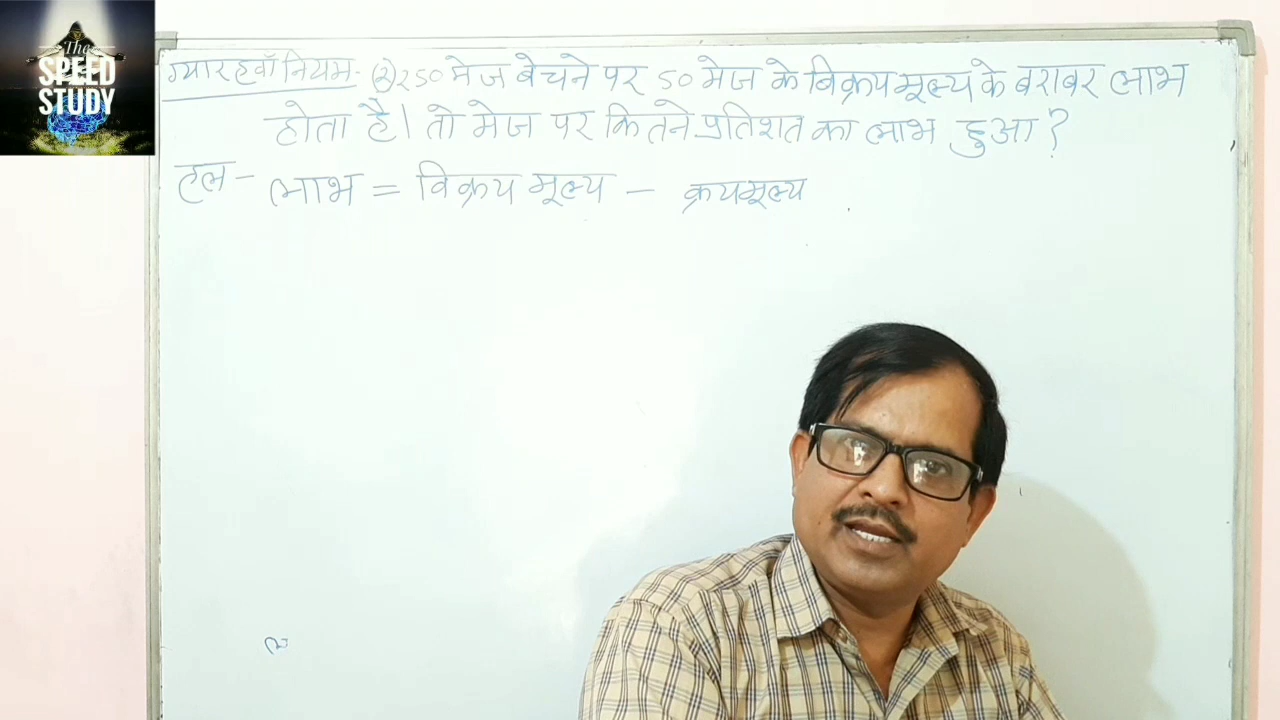 The
SPEED
STUDY
ग्यारहवाँ नियम- (2) 250 मेज बेचने पर 50 मेज के विक्रय मूल्य के बराबर लाभ
होता है। तो मेज पर कितने प्रतिशत का लाभ हुआ?
हल- लाभ = विक्रय मूल्य - क्रयमूल्य